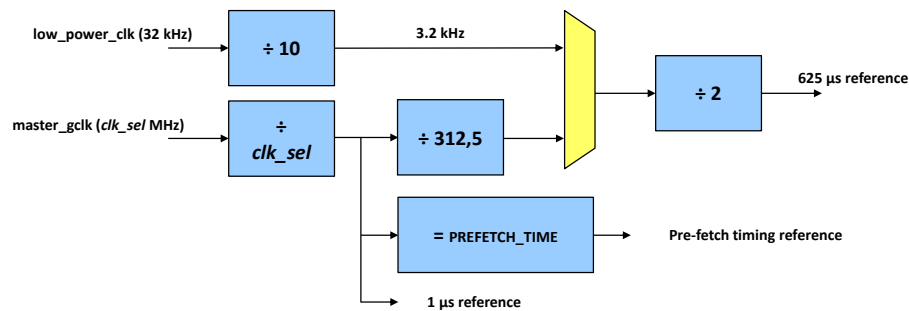 low_power_clk (32 kHz)
÷ 10
3.2 kHz
÷ 2
625 µs reference
master_gclk (clk_sel MHz)
÷
clk_sel
÷ 312,5
= PREFETCH_TIME
Pre-fetch timing reference
1 µs reference